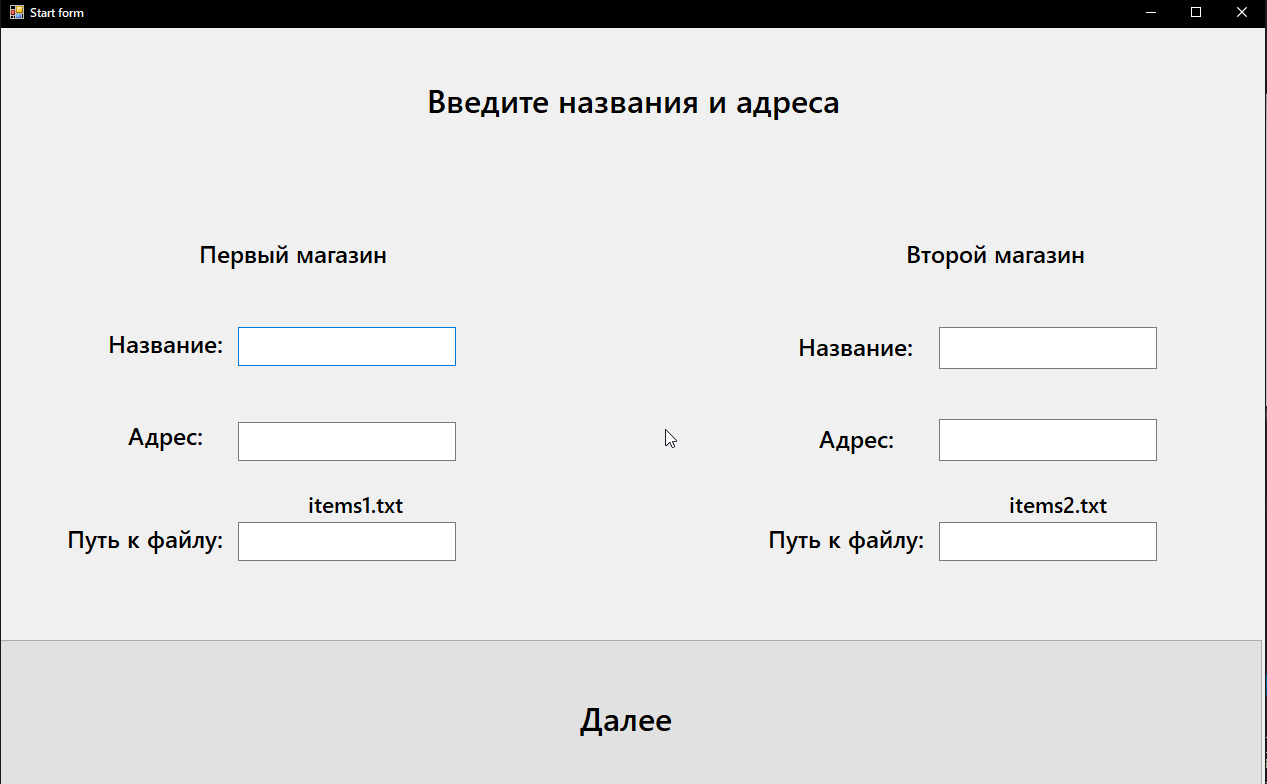 Start form
Введите названия и адреса
Первый магазин
Второй магазин
Название:
Название:
Адрес:
Адрес:
items1.txt
items2.txt
Путь к файлу:
Путь к файлу:
Далее